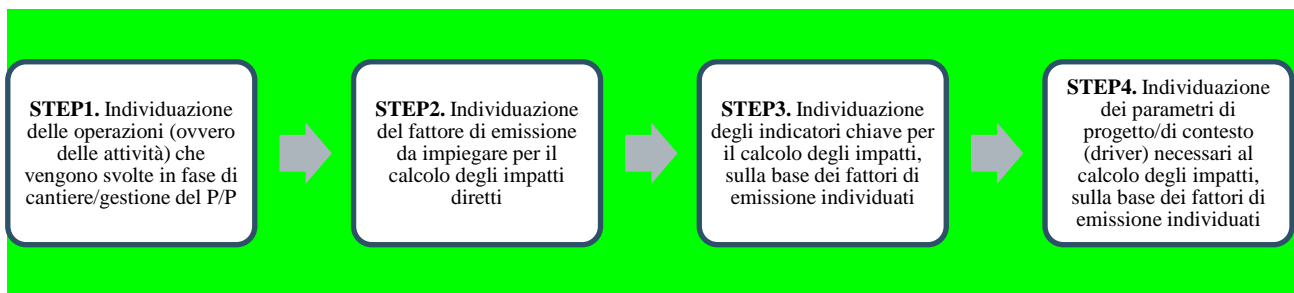 STEP1. Individuazione
delle operazioni (ovvero
delle attività) che
vengono svolte in fase di
cantiere/gestione del P/P
STEP2. Individuazione
del fattore di emissione
da impiegare per il
calcolo degli impatti
diretti
STEP3. Individuazione
degli indicatori chiave per
il calcolo degli impatti,
sulla base dei fattori di
emissione individuati
STEP4. Individuazione
dei parametri di
progetto/di contesto
(driver) necessari al
calcolo degli impatti,
sulla base dei fattori di
emissione individuati